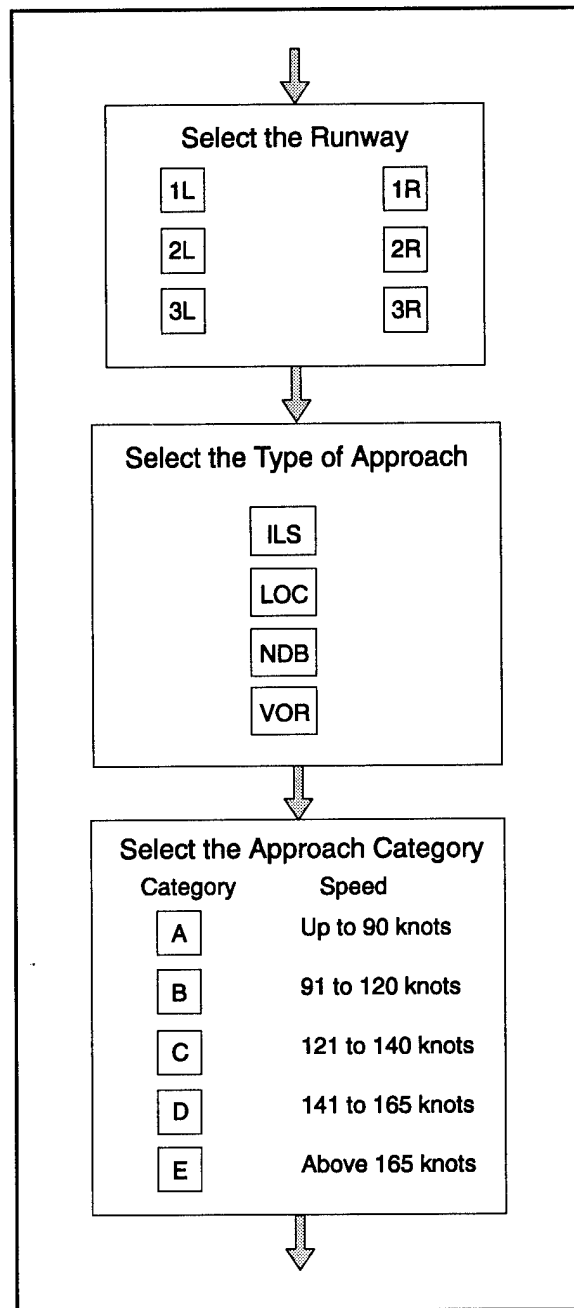 Select the Runway
1L 1R
2L 2R
3L 3R
Select the Type of Approach
ILS
LOC
NDB
VOR
Select the Approach Category
Category Speed
A Up to 90 knots
B 91 to 120 knots
C 121 to 140 knots
D 141 to 165 knots
E Above 165 knots